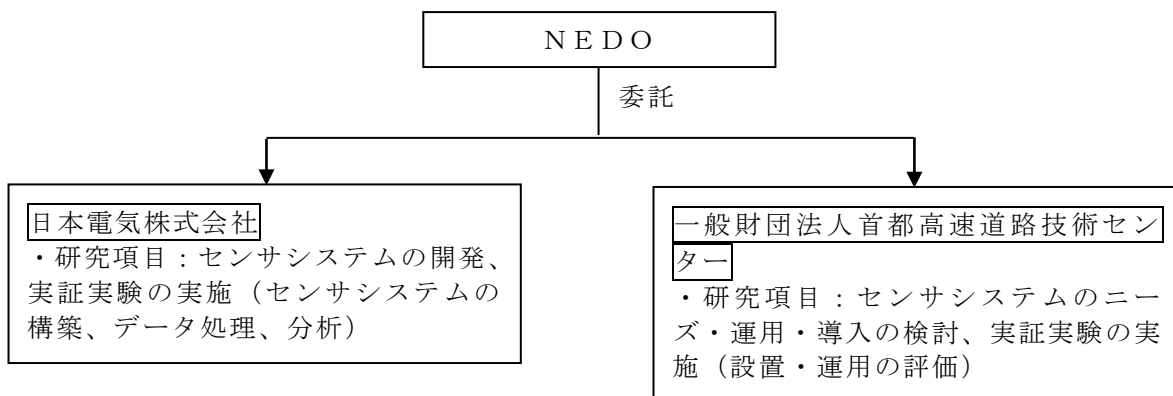 NEDO
委託
日本電気株式会社
・研究項目:センサシステムの開発、
実証実験の実施(センサシステムの
構築、データ処理、分析)
一般財団法人首都高速道路技術セン
ター
・研究項目:センサシステムのニー
ズ・運用・導入の検討、実証実験の実
施(設置・運用の評価)